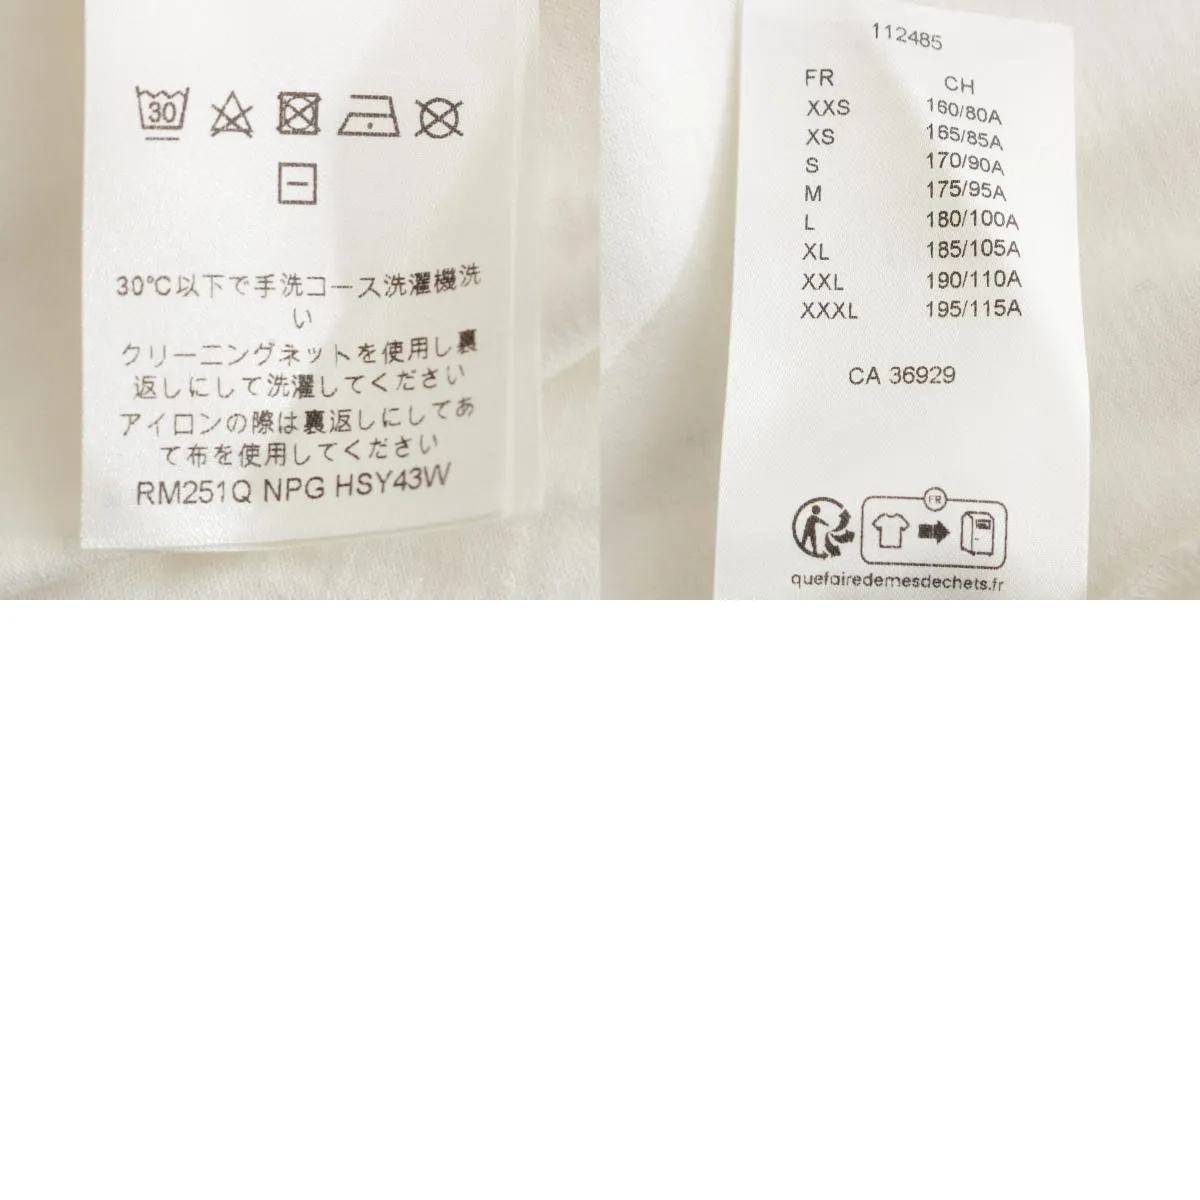 30
30℃以下で手洗コース洗濯機洗
い
クリーニングネットを使用し裏
返しにして洗濯してください
アイロンの際は裏返しにしてあ
て布を使用してください
RM251Q NPG HSY43W
112485
FR CH
XXS 160/80A
XS 165/85A
S 170/90A
M 175/95A
L 180/100A
XL 185/105A
XXL 190/110A
XXXL 195/115A
CA 36929
FR
quefairedemesdechets.fr